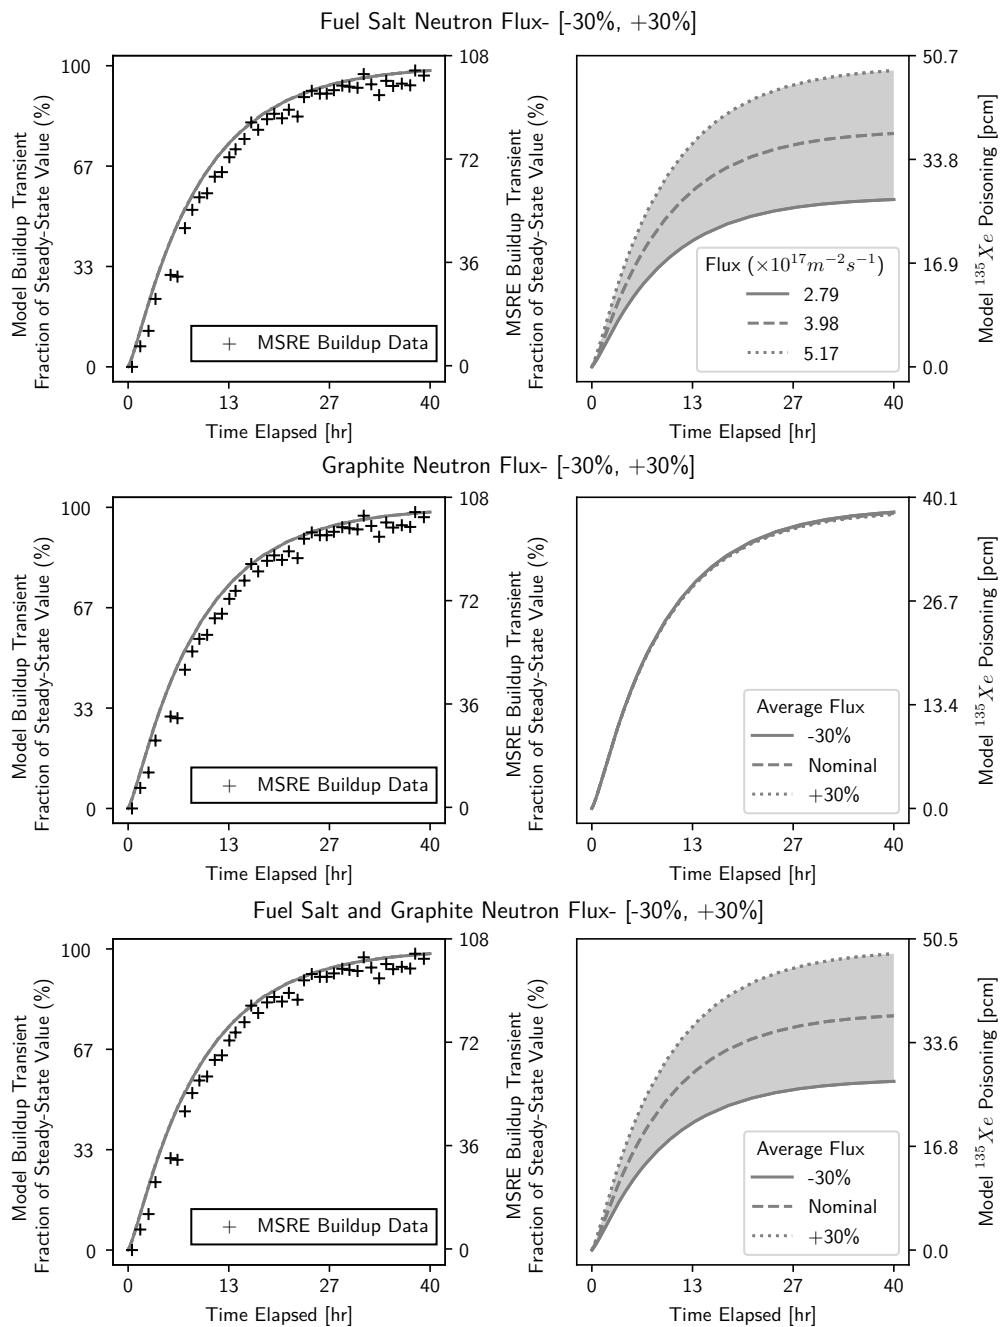 Fuel Salt Neutron Flux- [-30%, +30%]
Model Buildup Transient
Fraction of Steady-State Value (%)
100
67
33
0
108
72
36
0
MSRE Buildup Transient
Fraction of Steady-State Value (%)
MSRE Buildup Data
0
13
27
40
Time Elapsed [hr]
50.7
33.8
16.9
0.0
Model ¹³⁵Xe Poisoning [pcm]
Flux (×10¹⁷m⁻²s⁻¹)
2.79
3.98
5.17
0
13
27
40
Time Elapsed [hr]
Graphite Neutron Flux- [-30%, +30%]
Model Buildup Transient
Fraction of Steady-State Value (%)
100
67
33
0
108
72
36
0
MSRE Buildup Transient
Fraction of Steady-State Value (%)
MSRE Buildup Data
0
13
27
40
Time Elapsed [hr]
40.1
26.7
13.4
0.0
Model ¹³⁵Xe Poisoning [pcm]
Average Flux
-30%
Nominal
+30%
0
13
27
40
Time Elapsed [hr]
Fuel Salt and Graphite Neutron Flux- [-30%, +30%]
Model Buildup Transient
Fraction of Steady-State Value (%)
100
67
33
0
108
72
36
0
MSRE Buildup Transient
Fraction of Steady-State Value (%)
MSRE Buildup Data
0
13
27
40
Time Elapsed [hr]
50.5
33.6
16.8
0.0
Model ¹³⁵Xe Poisoning [pcm]
Average Flux
-30%
Nominal
+30%
0
13
27
40
Time Elapsed [hr]